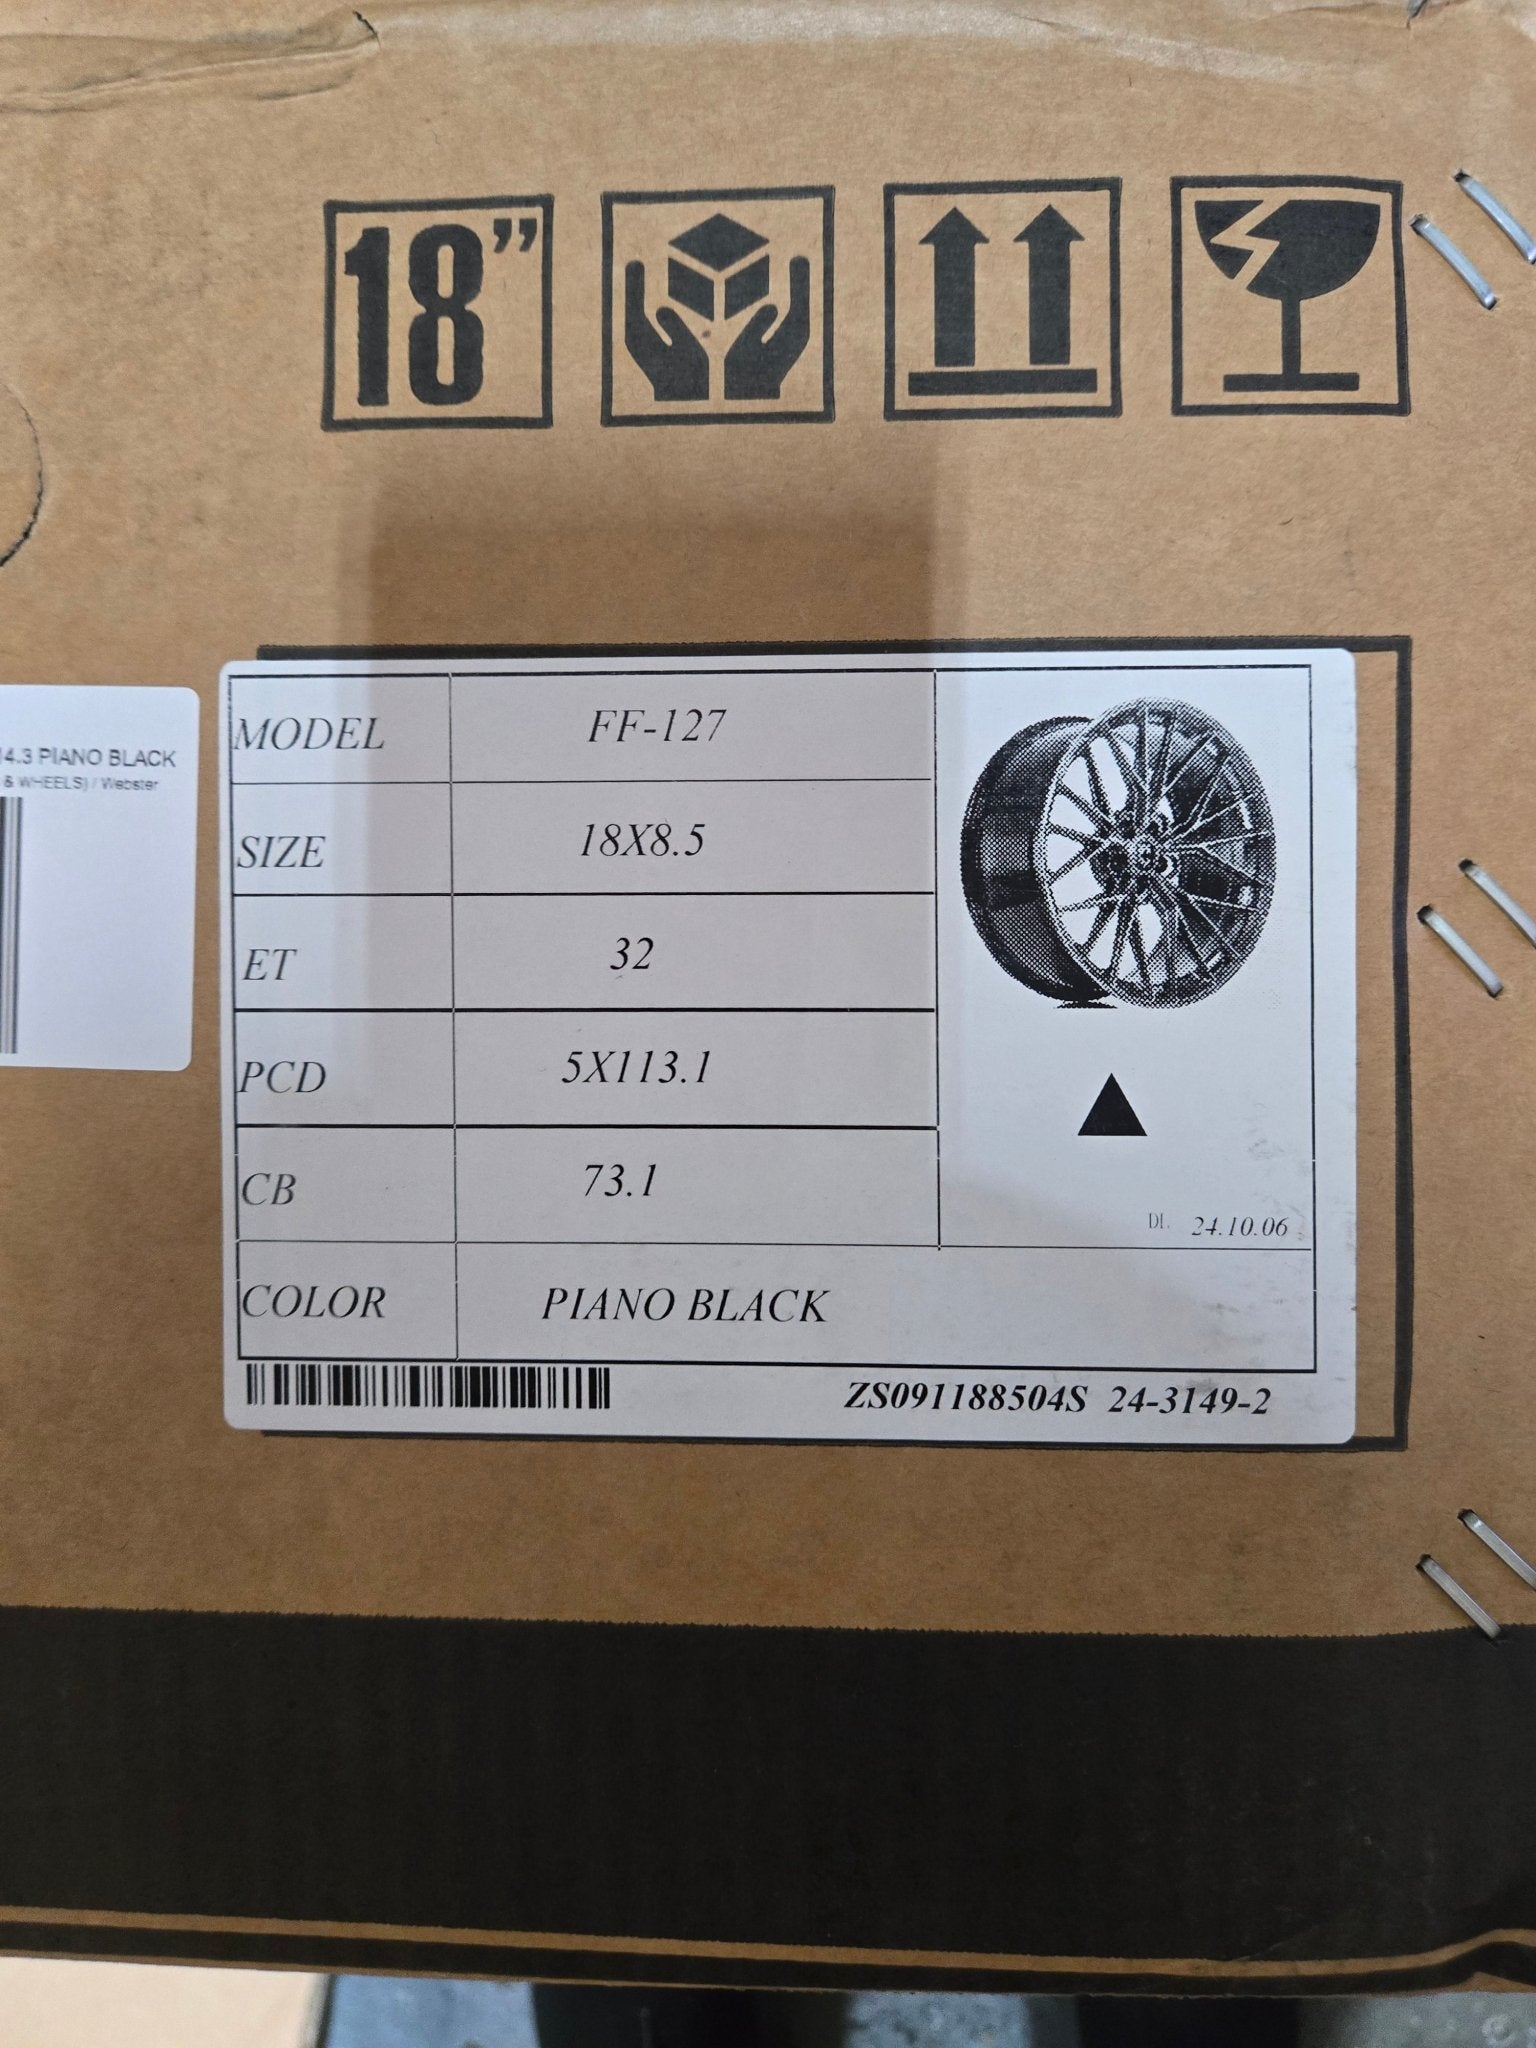 18”
MODEL FF-127
SIZE 18X8.5
ET 32
PCD 5X113.1
CB 73.1
DL 24.10.06
COLOR PIANO BLACK
ZS091188504S 24-3149-2
14.3 PIANO BLACK
& WHEELS) / Webster